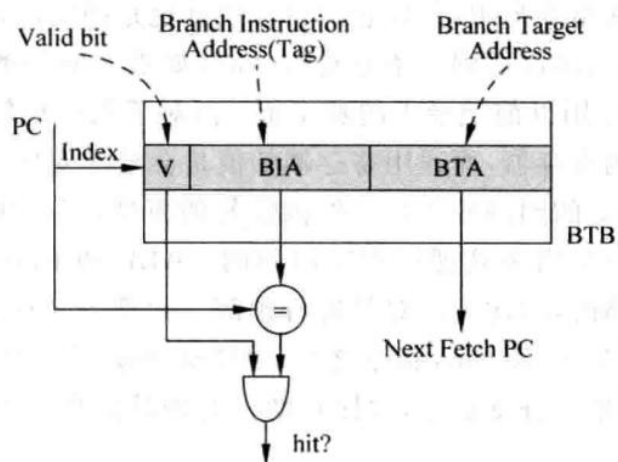 Valid bit
Branch Instruction
Address(Tag)
Branch Target
Address
PC
Index
V
BIA
BTA
BTB
=
Next Fetch PC
hit?